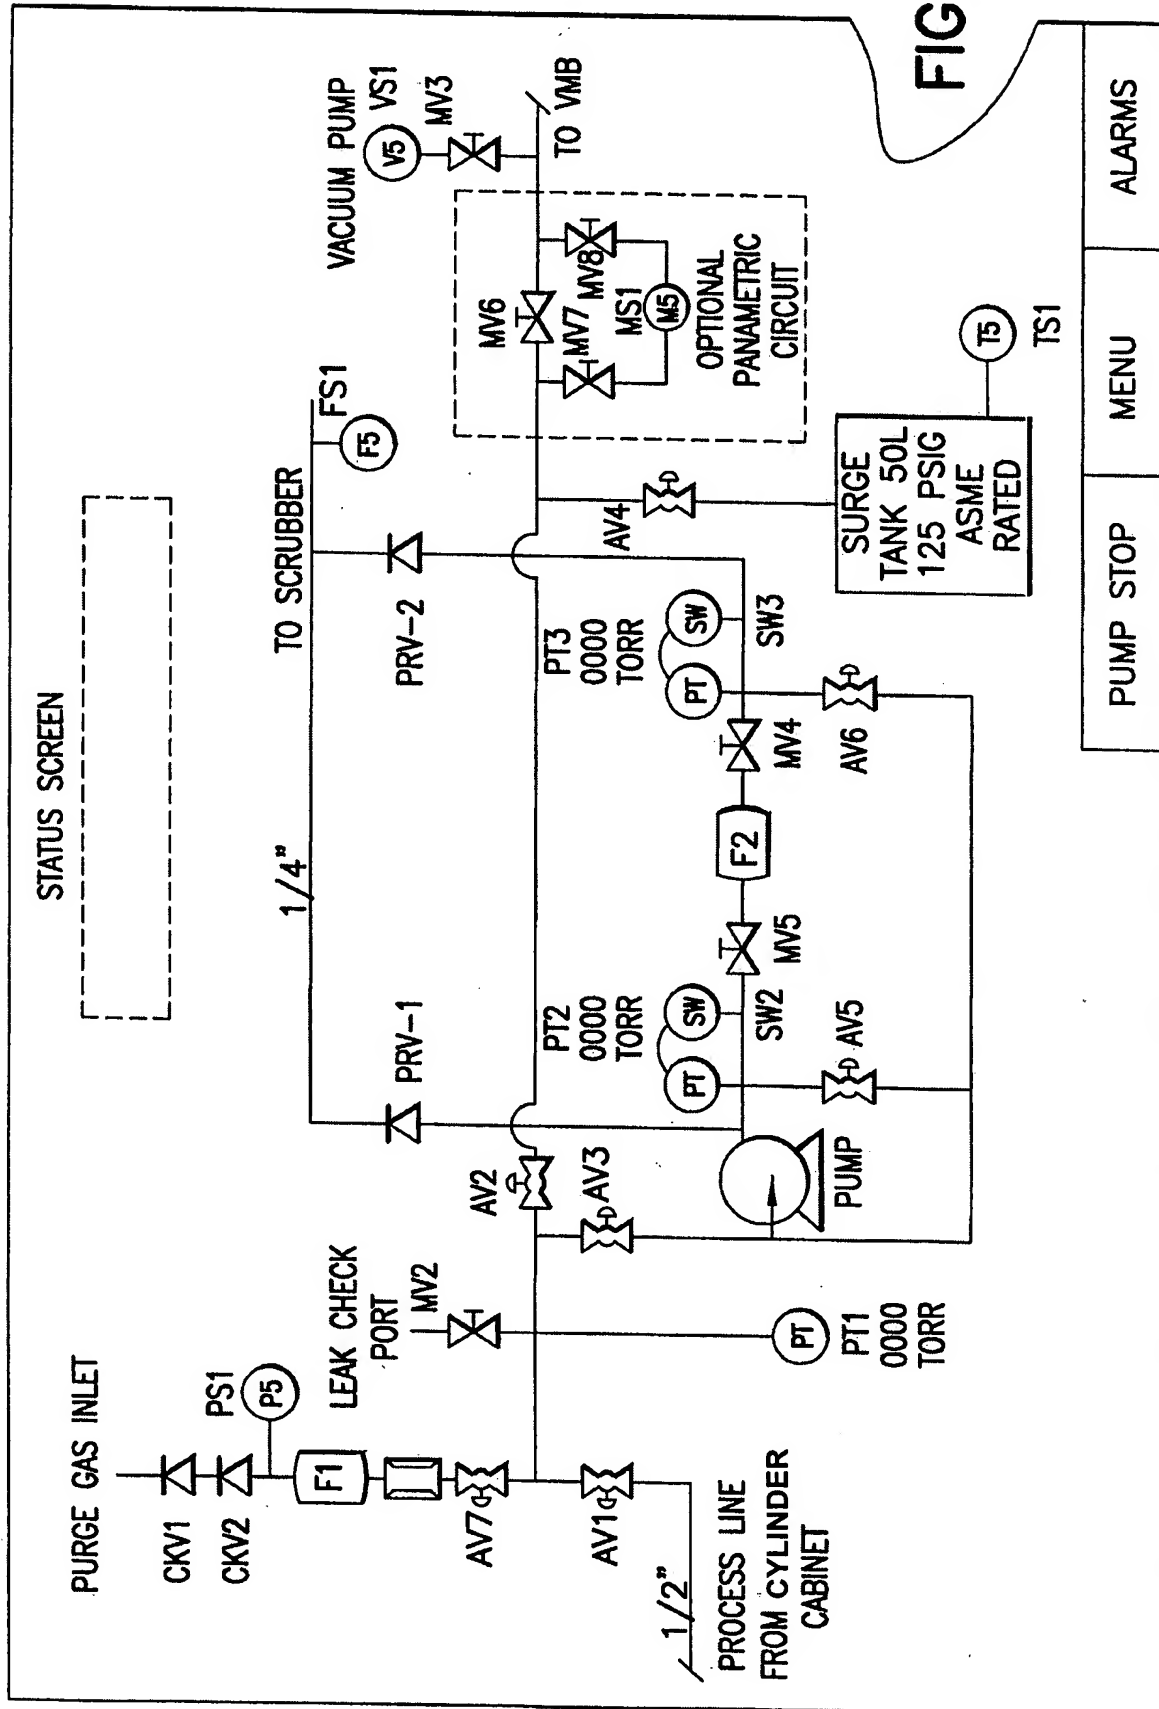 STATUS SCREEN
PURGE GAS INLET
CKV1
CKV2
PS1
P5
F1
AV7
AV1
1/2"
PROCESS LINE
FROM CYLINDER
CABINET
LEAK CHECK
PORT
MV2
PT
PT1
0000
TORR
AV2
AV3
PUMP
1/4"
PRV-1
PT2
0000
TORR
PT
SW
SW2
AV5
MV5
F2
MV4
TO SCRUBBER
PRV-2
PT3
0000
TORR
PT
SW
SW3
AV6
FS1
F5
AV4
SURGE
TANK 50L
125 PSIG
ASME
RATED
T5
TS1
VACUUM PUMP
VS1
V5
MV3
MV6
MV7
MV8
MS1
M5
OPTIONAL
PANAMETRIC
CIRCUIT
TO VMB
PUMP STOP
MENU
ALARMS
FIG